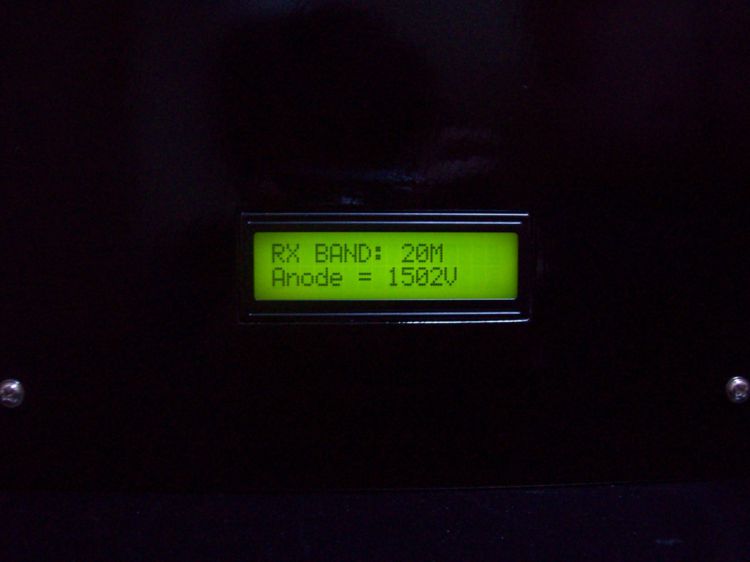 RX BAND: 20M
Anode = 1502V